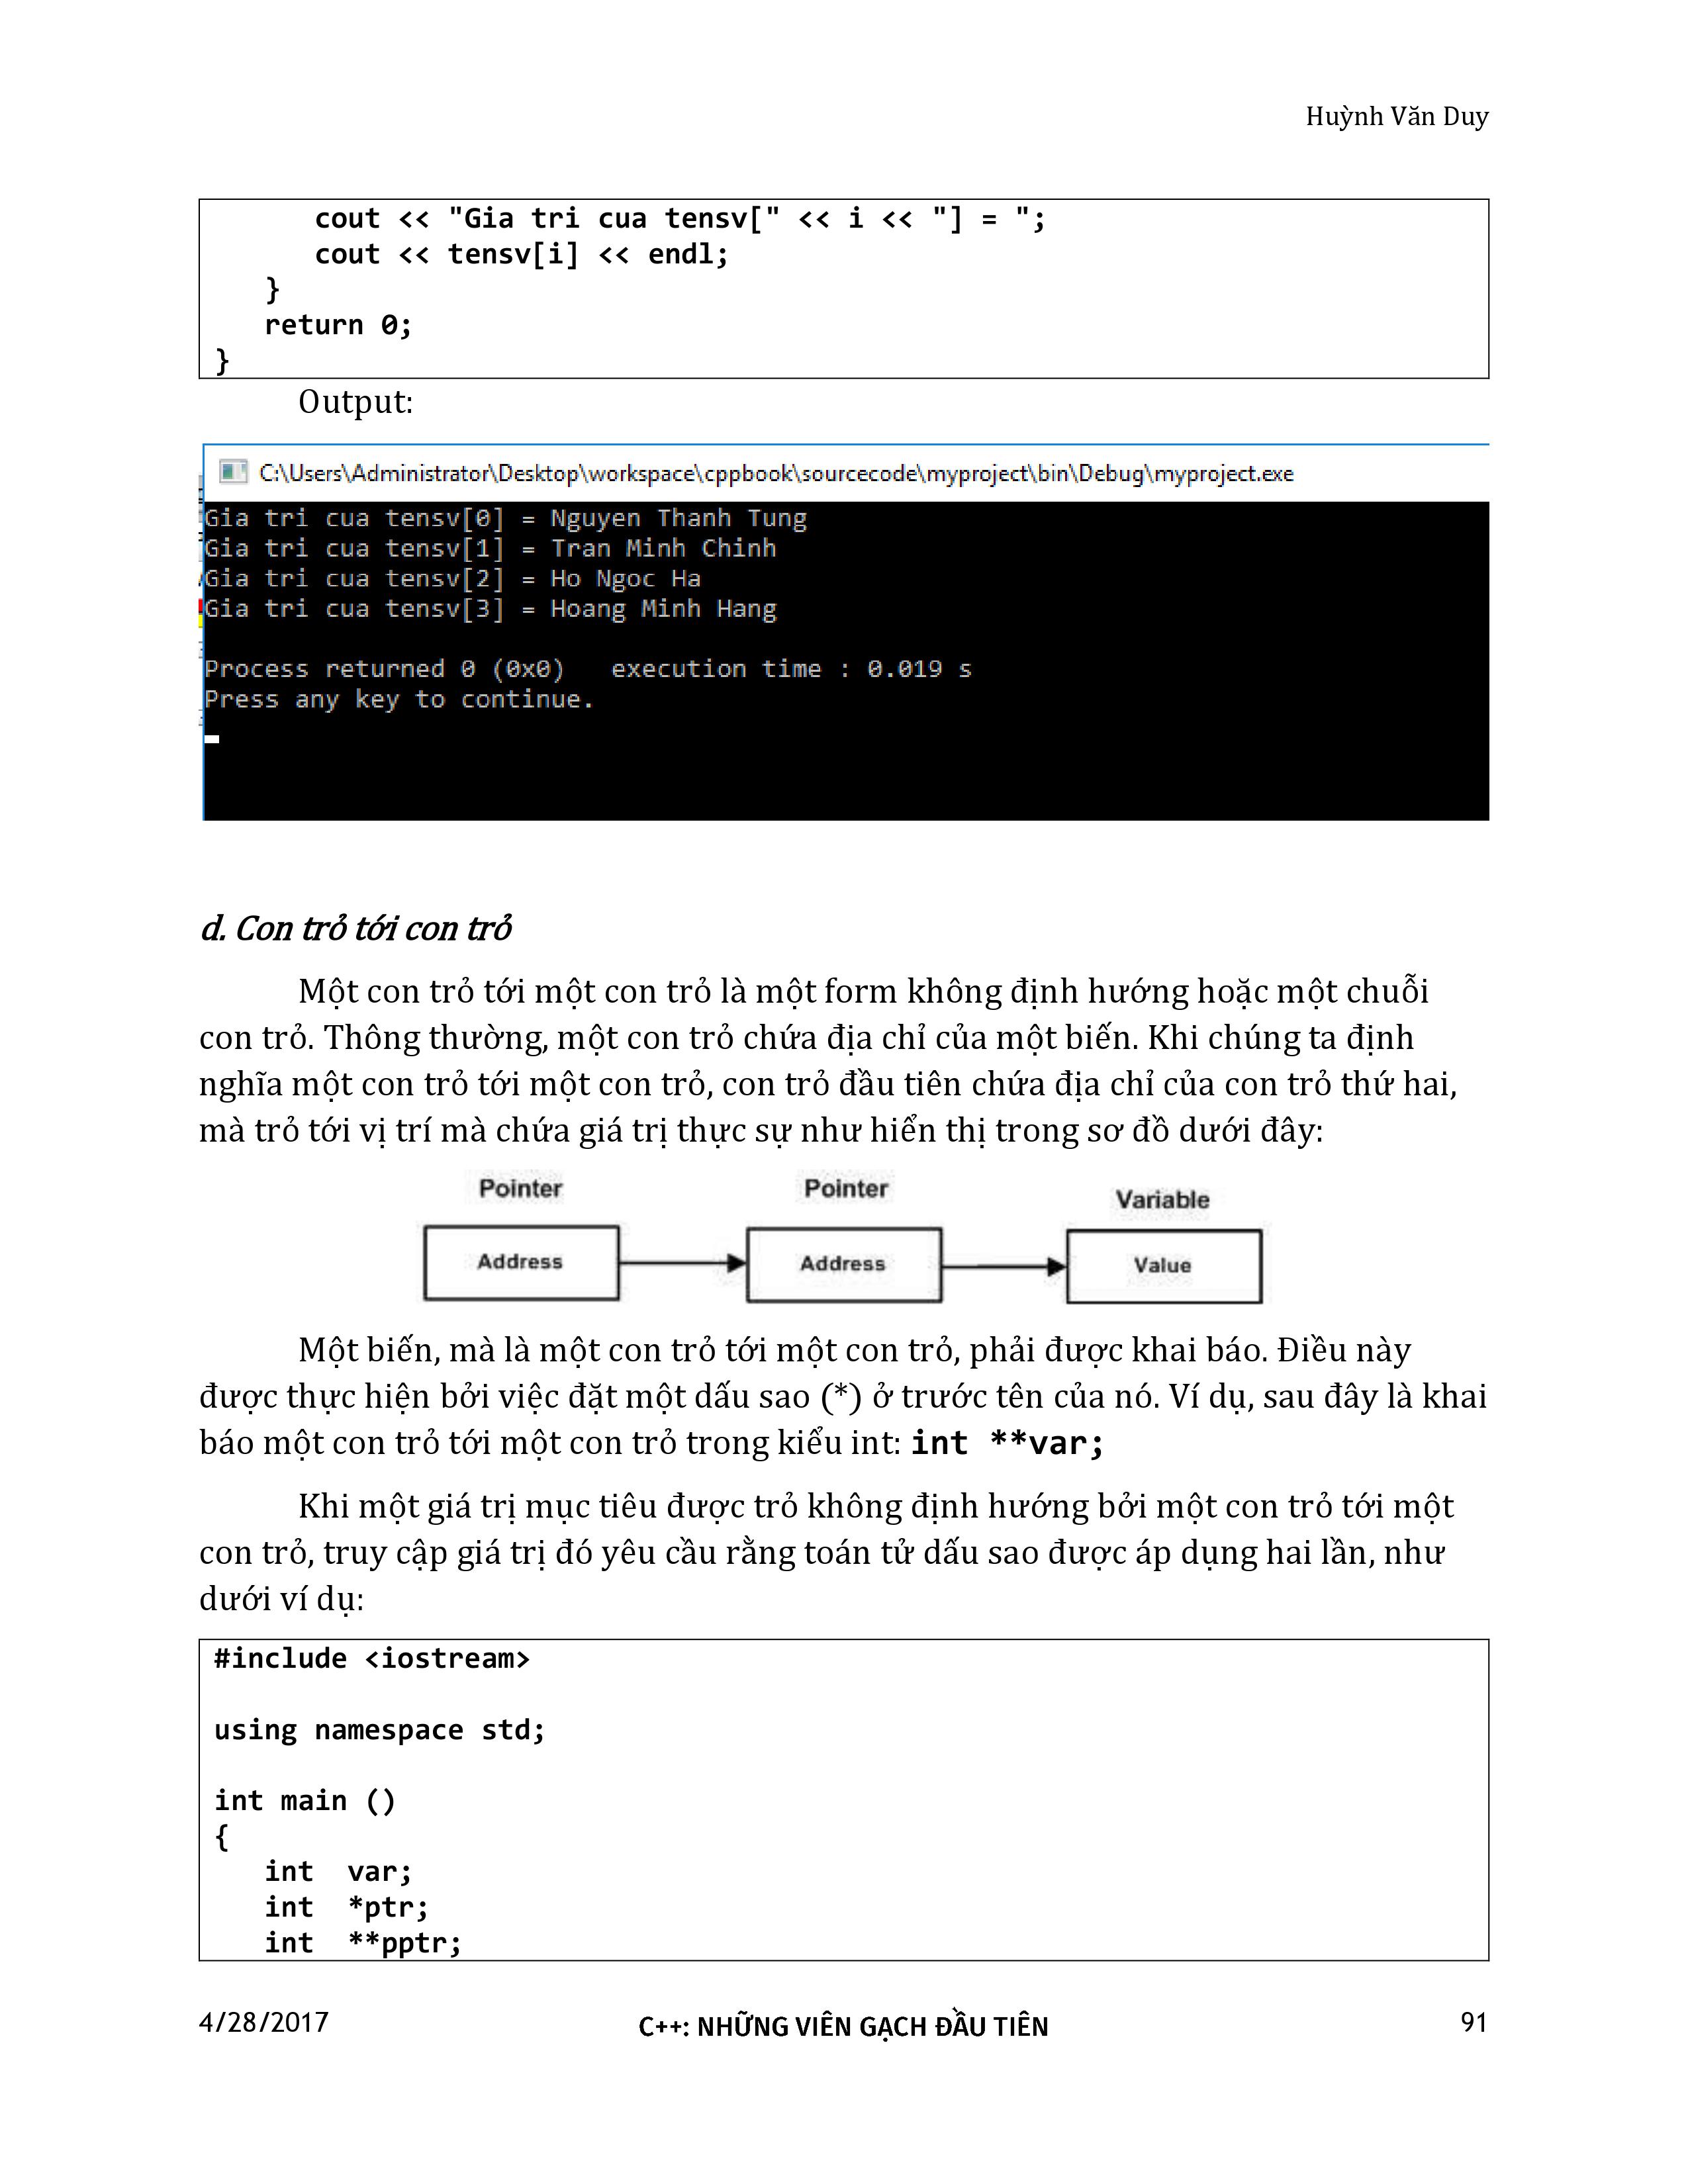 Huỳnh Văn Duy
cout << "Gia tri cua tensv[" << i << "] = ";
cout << tensv[i] << endl;
}
return 0;
}
Output:
C:\Users\Administrator\Desktop\workspace\cppbook\sourcecode\myproject\bin\Debug\myproject.exe
Gia tri cua tensv[0] = Nguyen Thanh Tung
Gia tri cua tensv[1] = Tran Minh Chinh
Gia tri cua tensv[2] = Ho Ngoc Ha
Gia tri cua tensv[3] = Hoang Minh Hang
Process returned 0 (0x0)   execution time : 0.019 s
Press any key to continue.
d. Con trỏ tới con trỏ
Một con trỏ tới một con trỏ là một form không định hướng hoặc một chuỗi
con trỏ. Thông thường, một con trỏ chứa địa chỉ của một biến. Khi chúng ta định
nghĩa một con trỏ tới một con trỏ, con trỏ đầu tiên chứa địa chỉ của con trỏ thứ hai,
mà trỏ tới vị trí mà chứa giá trị thực sự như hiển thị trong sơ đồ dưới đây:
Pointer Pointer Variable
Address Address Value
Một biến, mà là một con trỏ tới một con trỏ, phải được khai báo. Điều này
được thực hiện bởi việc đặt một dấu sao (*) ở trước tên của nó. Ví dụ, sau đây là khai
báo một con trỏ tới một con trỏ trong kiểu int: int **var;
Khi một giá trị mục tiêu được trỏ không định hướng bởi một con trỏ tới một
con trỏ, truy cập giá trị đó yêu cầu rằng toán tử dấu sao được áp dụng hai lần, như
dưới ví dụ:
#include <iostream>
using namespace std;
int main ()
{
int  var;
int  *ptr;
int  **pptr;
4/28/2017 C++: NHỮNG VIÊN GẠCH ĐẦU TIÊN 91